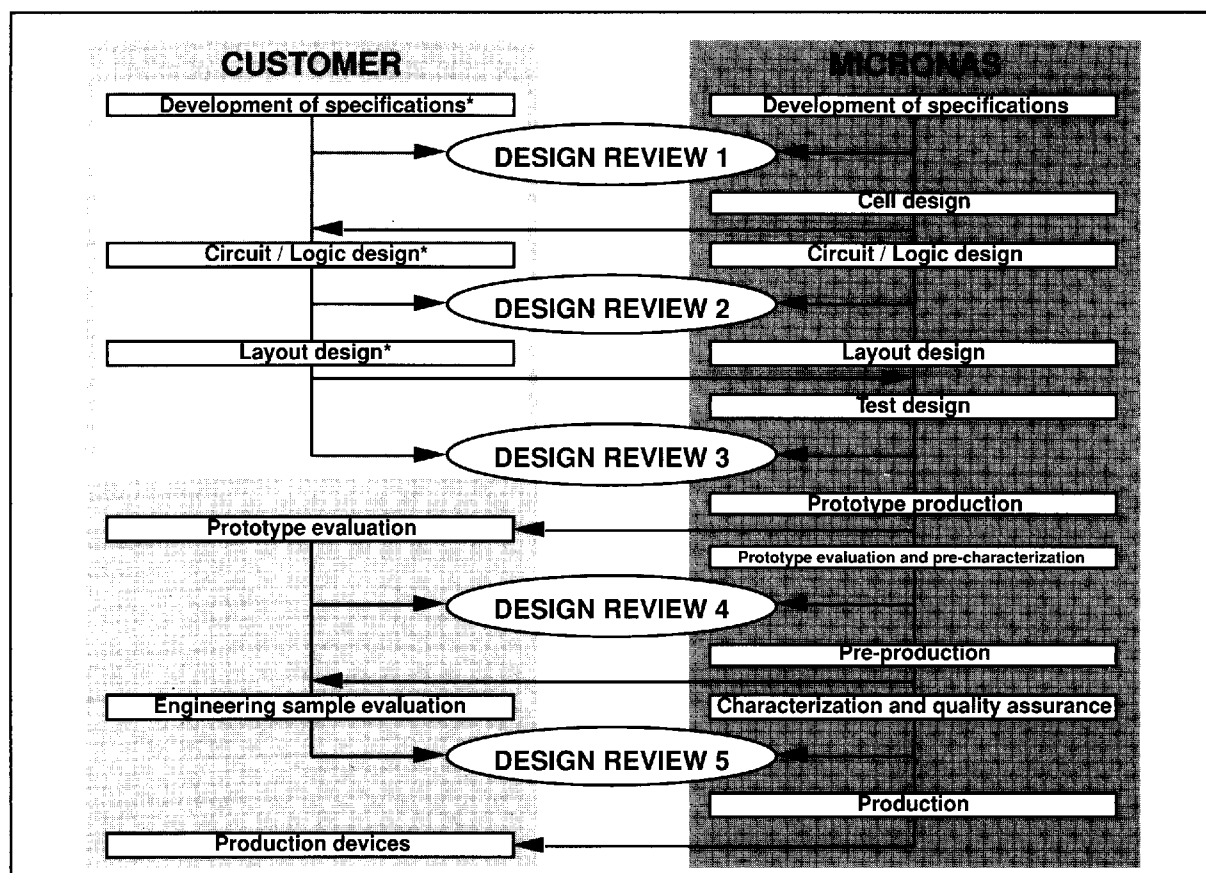 CUSTOMER
MICRONAS
Development of specifications*
Development of specifications
DESIGN REVIEW 1
Cell design
Circuit / Logic design*
Circuit / Logic design
DESIGN REVIEW 2
Layout design*
Layout design
Test design
DESIGN REVIEW 3
Prototype production
Prototype evaluation
Prototype evaluation and pre-characterization
DESIGN REVIEW 4
Pre-production
Engineering sample evaluation
Characterization and quality assurance
DESIGN REVIEW 5
Production
Production devices